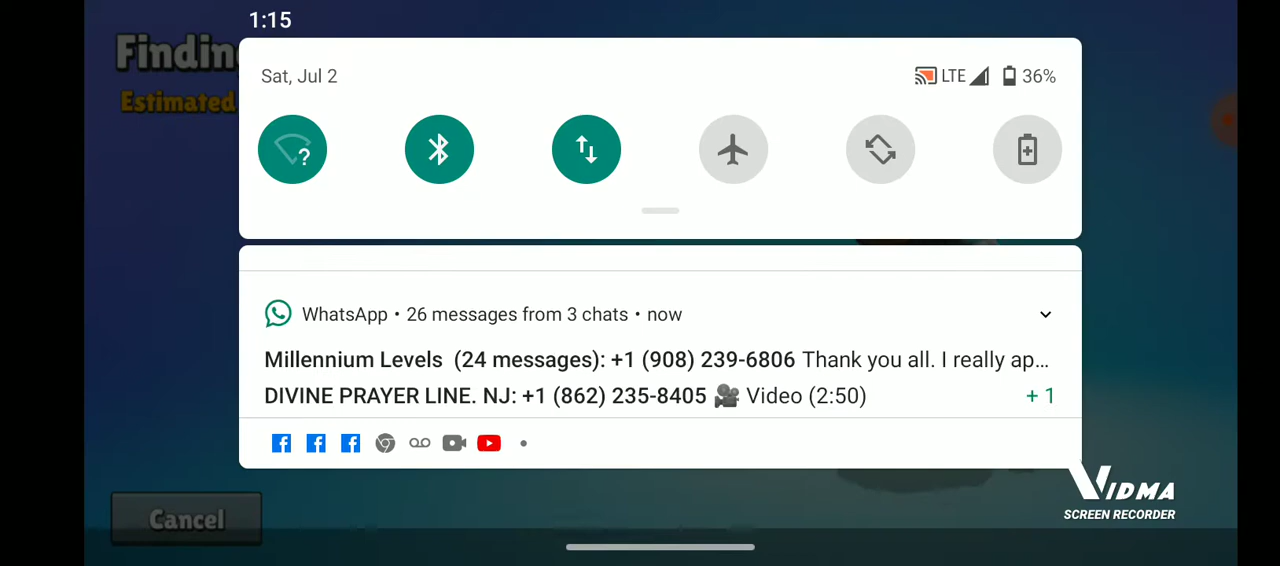 1:15
Finding
Estimated
Sat, Jul 2
LTE
36%
?
WhatsApp • 26 messages from 3 chats • now
Millennium Levels (24 messages): +1 (908) 239-6806 Thank you all. I really ap...
DIVINE PRAYER LINE. NJ: +1 (862) 235-8405 🎥 Video (2:50)
+ 1
Cancel
VIDMA
SCREEN RECORDER